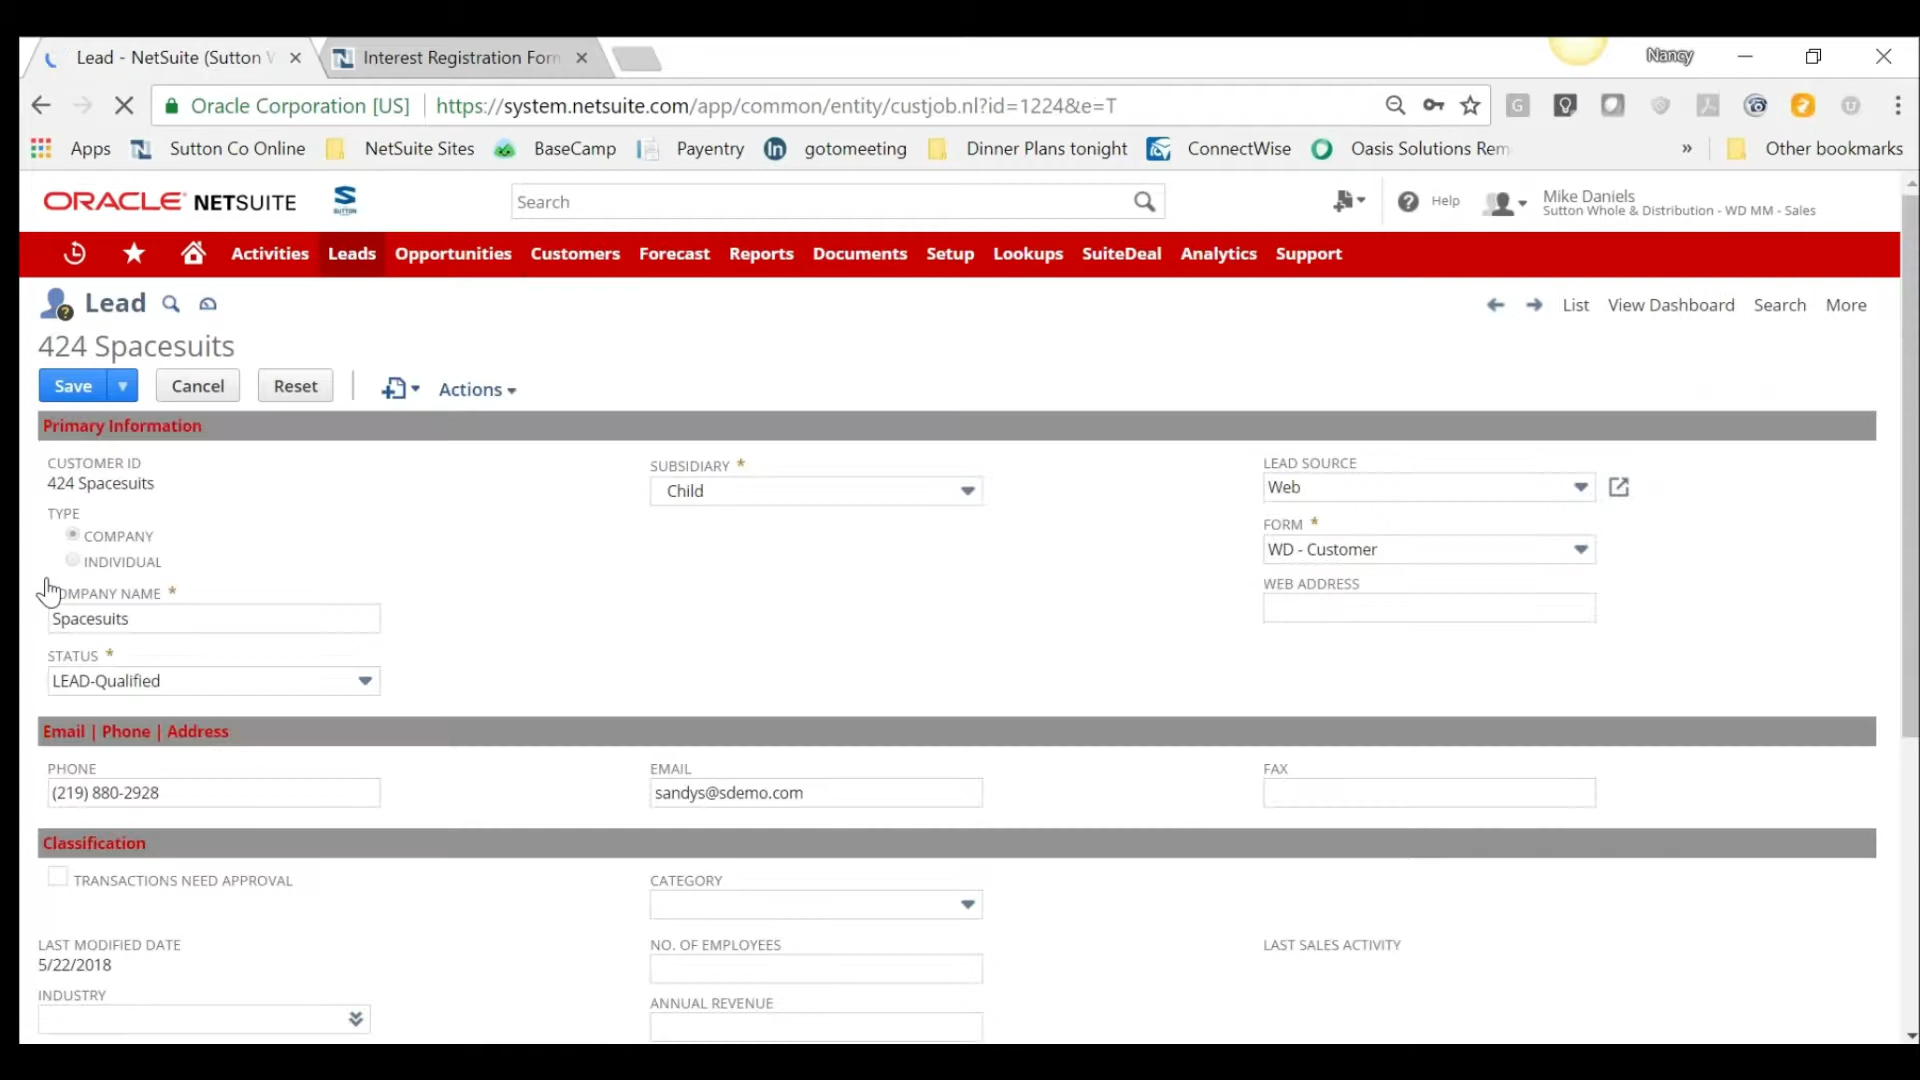 Lead - NetSuite (Sutton W
Interest Registration Form
Nancy
Oracle Corporation [US]
https://system.netsuite.com/app/common/entity/custjob.nl?id=1224&e=T
Apps
Sutton Co Online
NetSuite Sites
BaseCamp
Payentry
gotomeeting
Dinner Plans tonight
ConnectWise
Oasis Solutions Rem
»
Other bookmarks
ORACLE NETSUITE
SUTTON
Search
Help
Mike Daniels
Sutton Whole & Distribution - WD MM - Sales
Activities
Leads
Opportunities
Customers
Forecast
Reports
Documents
Setup
Lookups
SuiteDeal
Analytics
Support
Lead
List
View Dashboard
Search
More
424 Spacesuits
Save
Cancel
Reset
Actions
Primary Information
CUSTOMER ID
424 Spacesuits
TYPE
COMPANY
INDIVIDUAL
OMPANY NAME *
Spacesuits
STATUS *
LEAD-Qualified
SUBSIDIARY *
Child
LEAD SOURCE
Web
FORM *
WD - Customer
WEB ADDRESS
Email | Phone | Address
PHONE
(219) 880-2928
EMAIL
sandys@sdemo.com
FAX
Classification
TRANSACTIONS NEED APPROVAL
CATEGORY
LAST MODIFIED DATE
5/22/2018
NO. OF EMPLOYEES
LAST SALES ACTIVITY
INDUSTRY
ANNUAL REVENUE